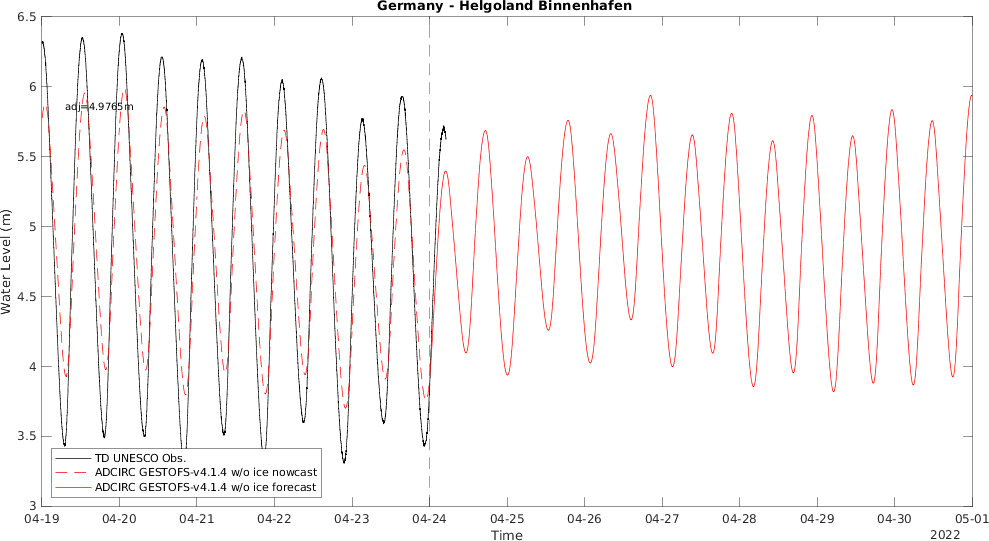 Germany - Helgoland Binnenhafen
6.5
6
5.5
5
4.5
4
3.5
3
Water Level (m)
adj=4.9765m
TD UNESCO Obs.
ADCIRC GESTOFS-v4.1.4 w/o ice nowcast
ADCIRC GESTOFS-v4.1.4 w/o ice forecast
04-19 04-20 04-21 04-22 04-23 04-24 04-25 04-26 04-27 04-28 04-29 04-30 05-01
Time
2022